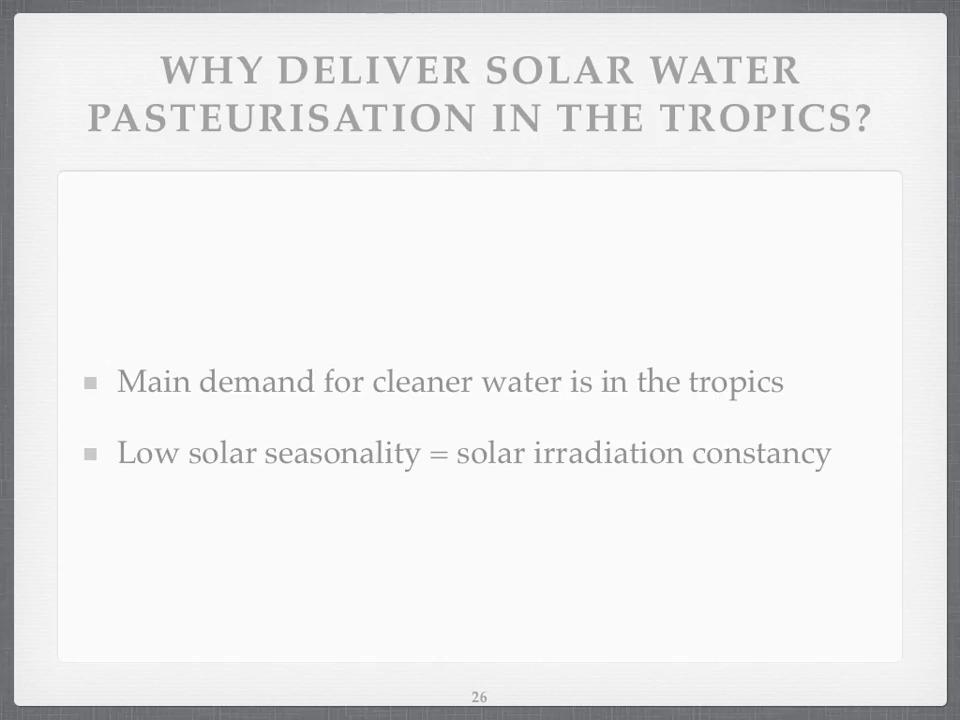 WHY DELIVER SOLAR WATER
PASTEURISATION IN THE TROPICS?
Main demand for cleaner water is in the tropics
Low solar seasonality = solar irradiation constancy
26